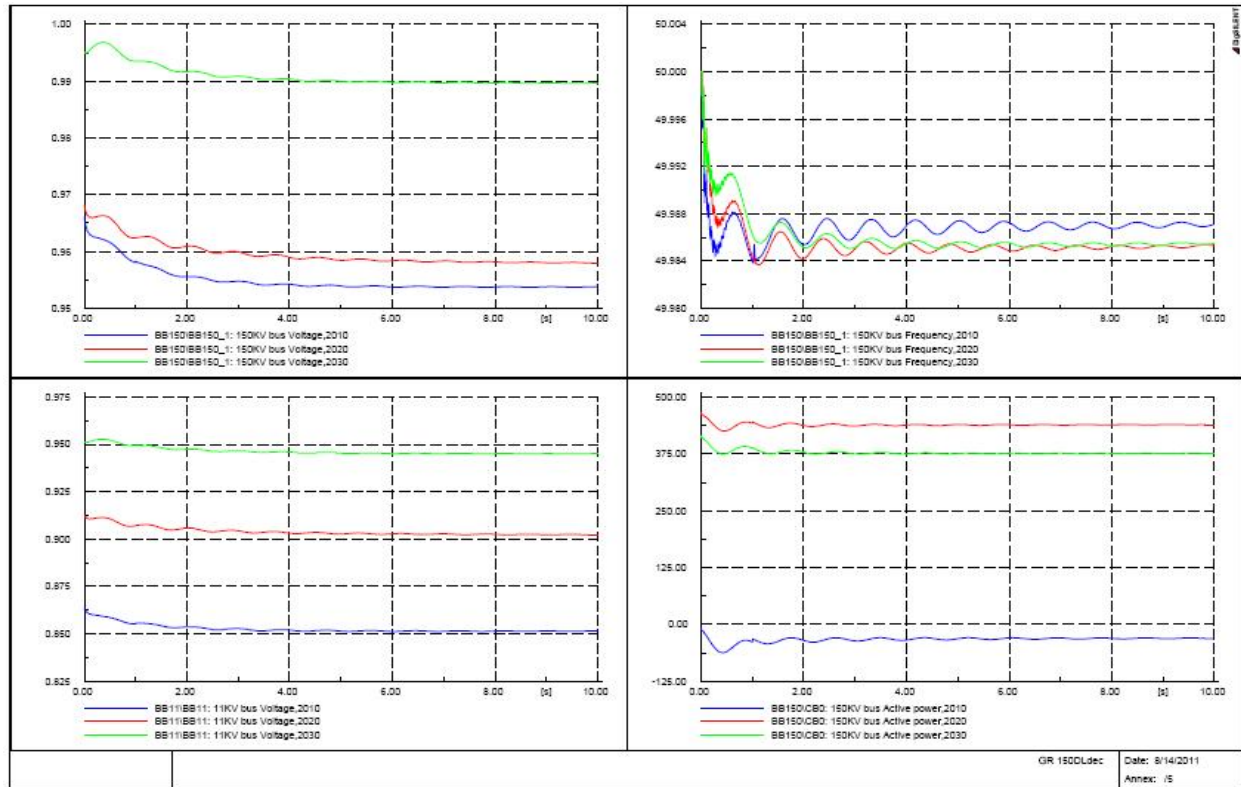 1.00
0.99
0.98
0.97
0.96
0.95
0.00 2.00 4.00 6.00 8.00 [s] 10.00
BB150\BB150_1: 150KV bus Voltage,2010
BB150\BB150_1: 150KV bus Voltage,2020
BB150\BB150_1: 150KV bus Voltage,2030
50.004
50.000
49.996
49.992
49.988
49.984
49.980
0.00 2.00 4.00 6.00 8.00 [s] 10.00
BB150\BB150_1: 150KV bus Frequency,2010
BB150\BB150_1: 150KV bus Frequency,2020
BB150\BB150_1: 150KV bus Frequency,2030
DIgSILENT
0.975
0.950
0.925
0.900
0.875
0.850
0.825
0.00 2.00 4.00 6.00 8.00 [s] 10.00
BB11\BB11: 11KV bus Voltage,2010
BB11\BB11: 11KV bus Voltage,2020
BB11\BB11: 11KV bus Voltage,2030
500.00
375.00
250.00
125.00
0.00
-125.00
0.00 2.00 4.00 6.00 8.00 [s] 10.00
BB150\CB0: 150KV bus Active power,2010
BB150\CB0: 150KV bus Active power,2020
BB150\CB0: 150KV bus Active power,2030
GR 150DLdec
Date: 8/14/2011
Annex: /5